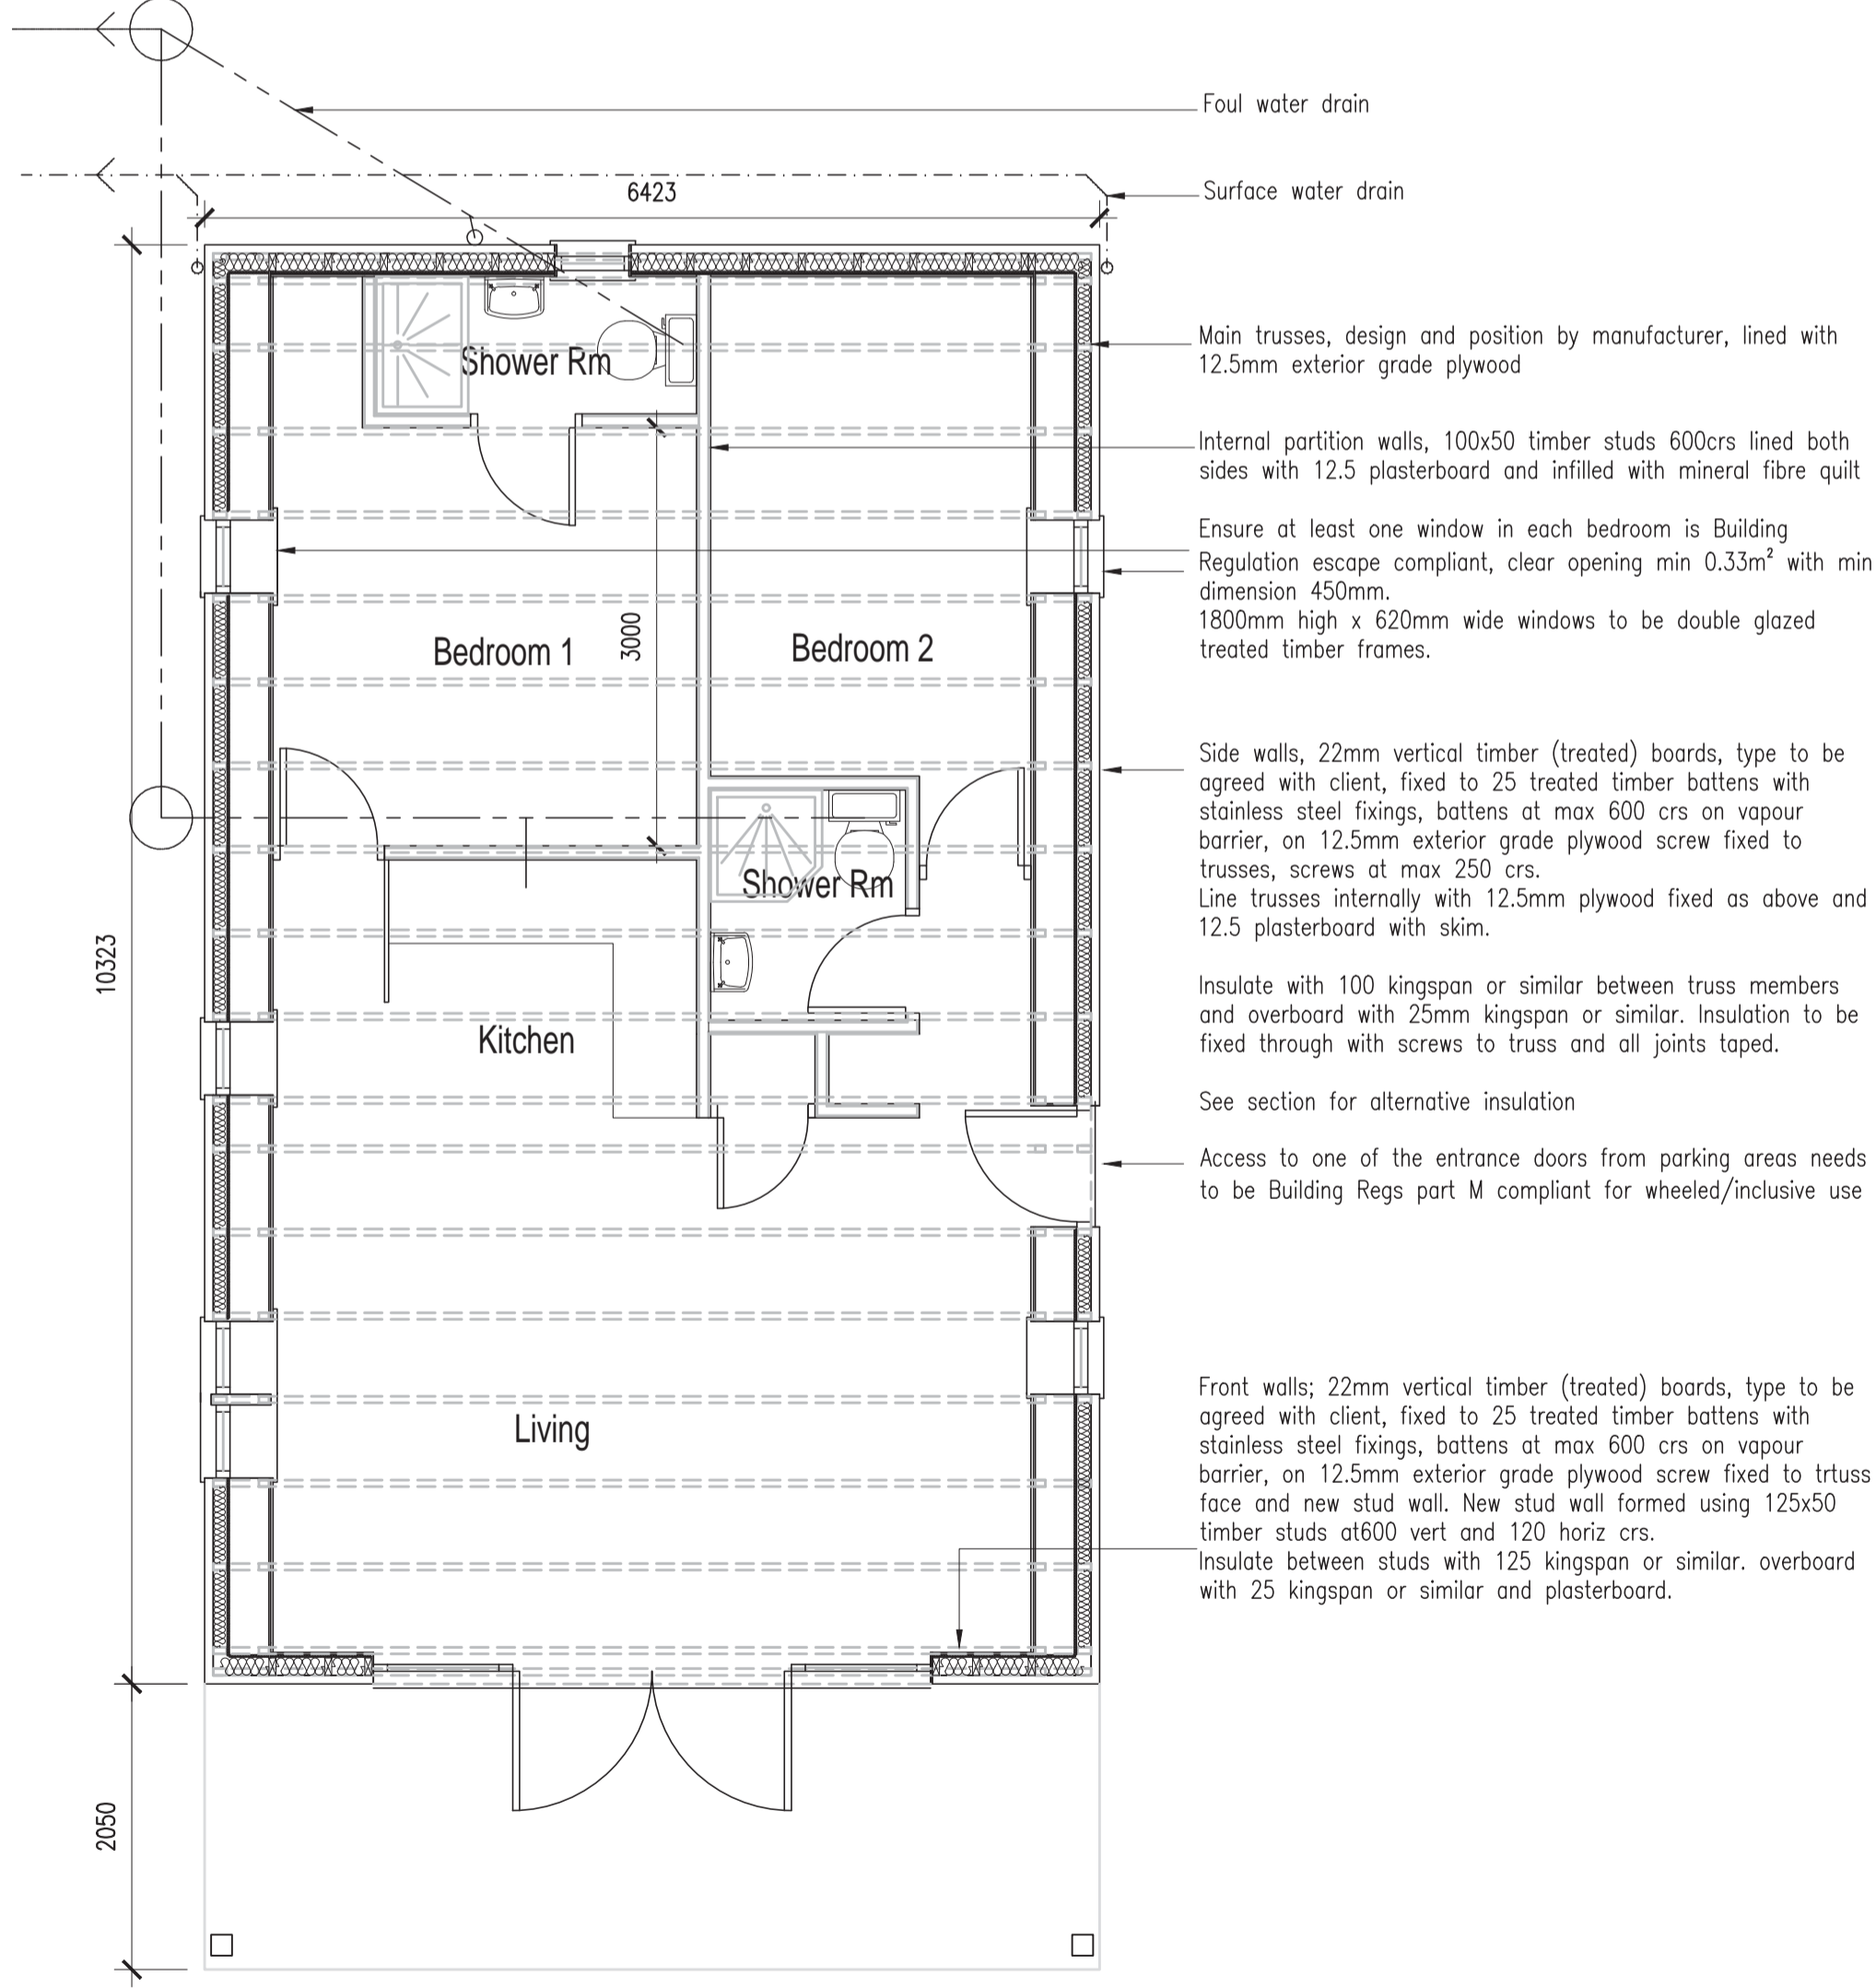 Foul water drain
Surface water drain
6423
Main trusses, design and position by manufacturer, lined with
12.5mm exterior grade plywood
Shower Rm
Internal partition walls, 100x50 timber studs 600crs lined both
sides with 12.5 plasterboard and infilled with mineral fibre quilt
Ensure at least one window in each bedroom is Building
Regulation escape compliant, clear opening min 0.33m² with min
dimension 450mm.
1800mm high x 620mm wide windows to be double glazed
treated timber frames.
Bedroom 1
3000
Bedroom 2
Side walls, 22mm vertical timber (treated) boards, type to be
agreed with client, fixed to 25 treated timber battens with
stainless steel fixings, battens at max 600 crs on vapour
barrier, on 12.5mm exterior grade plywood screw fixed to
trusses, screws at max 250 crs.
Line trusses internally with 12.5mm plywood fixed as above and
12.5 plasterboard with skim.
Shower Rm
10323
Insulate with 100 kingspan or similar between truss members
and overboard with 25mm kingspan or similar. Insulation to be
fixed through with screws to truss and all joints taped.
Kitchen
See section for alternative insulation
Access to one of the entrance doors from parking areas needs
to be Building Regs part M compliant for wheeled/inclusive use
Living
Front walls; 22mm vertical timber (treated) boards, type to be
agreed with client, fixed to 25 treated timber battens with
stainless steel fixings, battens at max 600 crs on vapour
barrier, on 12.5mm exterior grade plywood screw fixed to trtuss
face and new stud wall. New stud wall formed using 125x50
timber studs at600 vert and 120 horiz crs.
Insulate between studs with 125 kingspan or similar. overboard
with 25 kingspan or similar and plasterboard.
2050